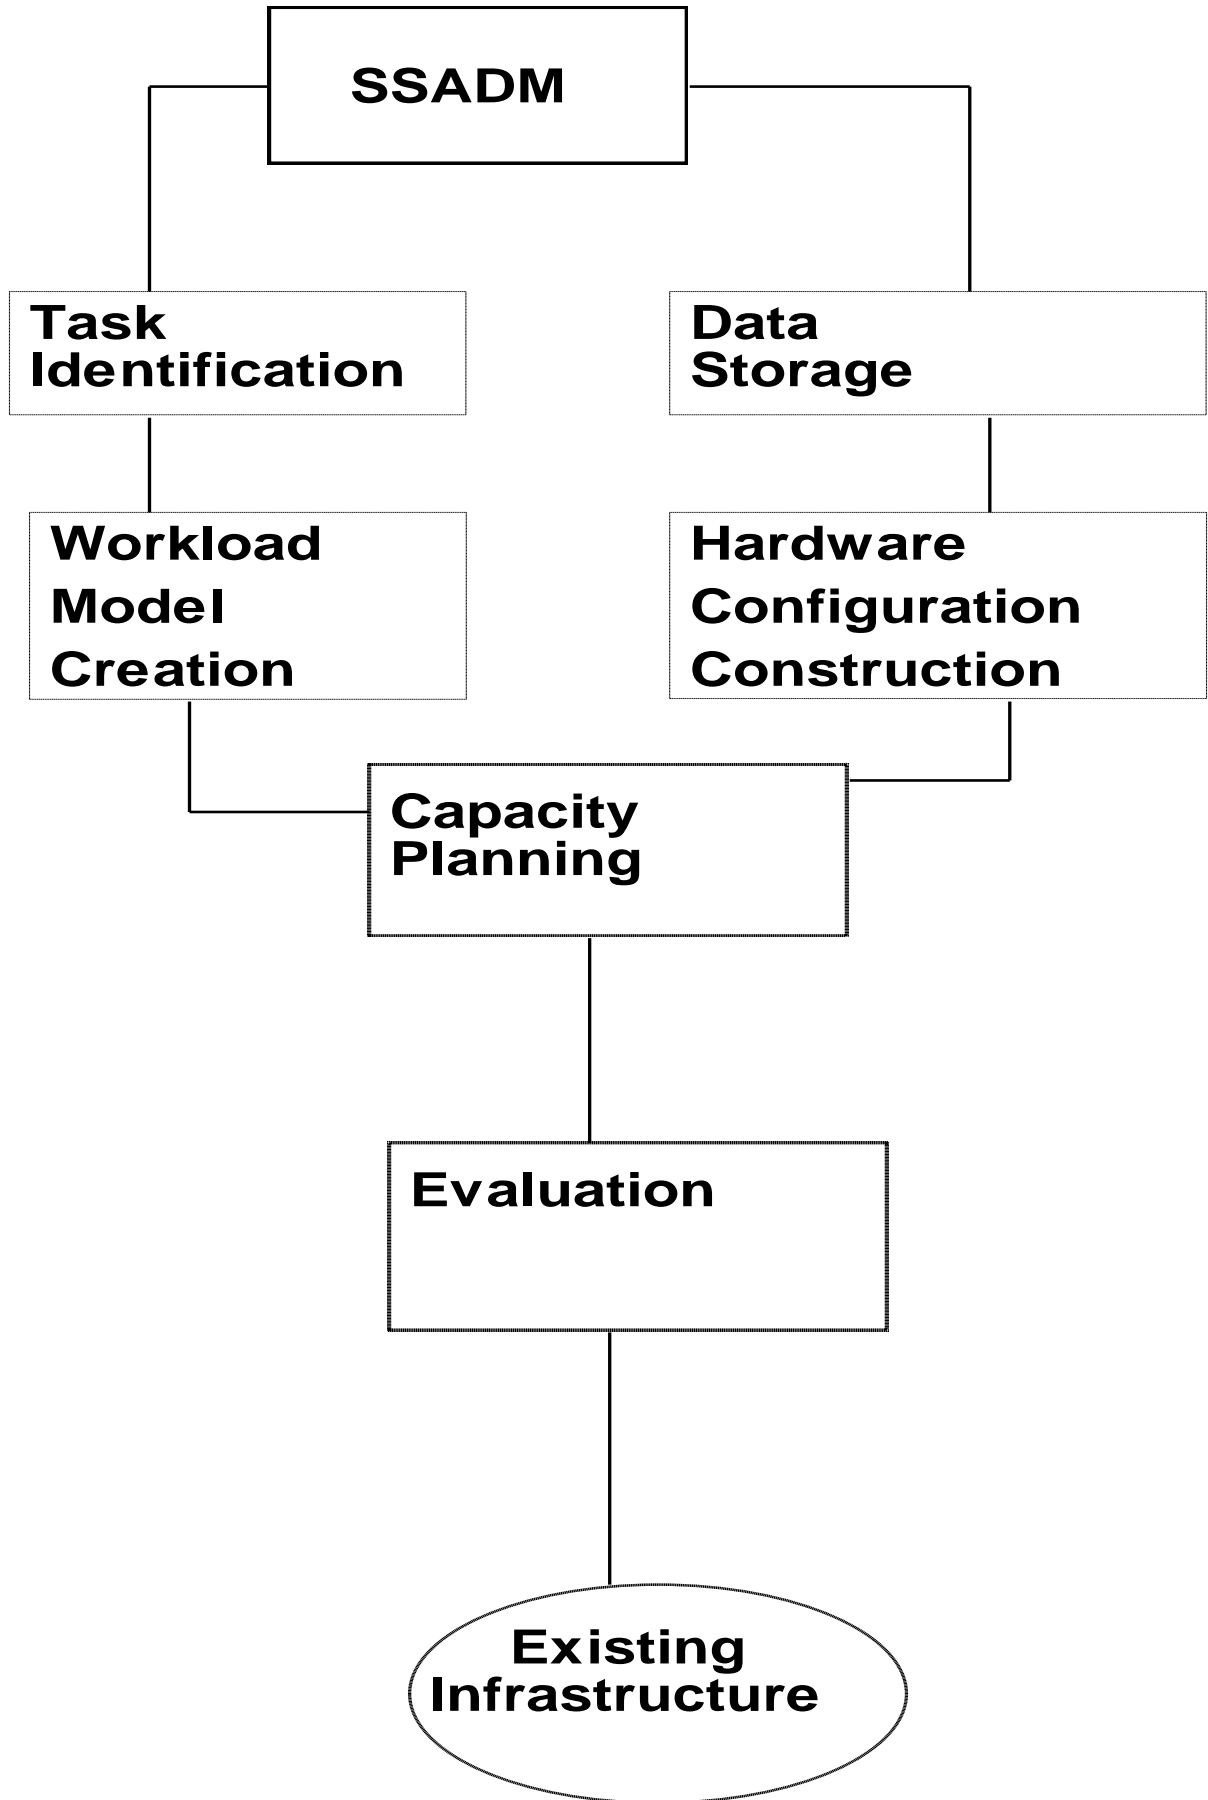 SSADM
Task
Identification
Data
Storage
Workload
Model
Creation
Hardware
Configuration
Construction
Capacity
Planning
Evaluation
Existing
Infrastructure